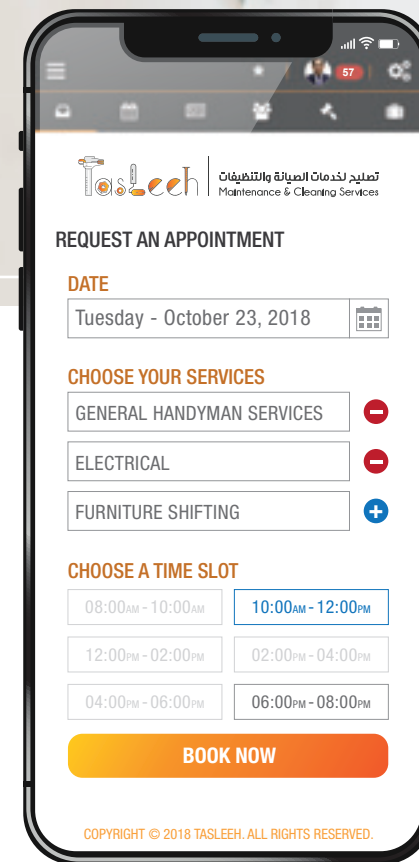 57
TasLeeh
تصليح لخدمات الصيانة والتنظيفات
Maintenance & Cleaning Services
REQUEST AN APPOINTMENT
DATE
Tuesday - October 23, 2018
CHOOSE YOUR SERVICES
GENERAL HANDYMAN SERVICES
ELECTRICAL
FURNITURE SHIFTING
CHOOSE A TIME SLOT
08:00AM - 10:00AM 10:00AM - 12:00PM
12:00PM - 02:00PM 02:00PM - 04:00PM
04:00PM - 06:00PM 06:00PM - 08:00PM
BOOK NOW
COPYRIGHT © 2018 TASLEEH. ALL RIGHTS RESERVED.